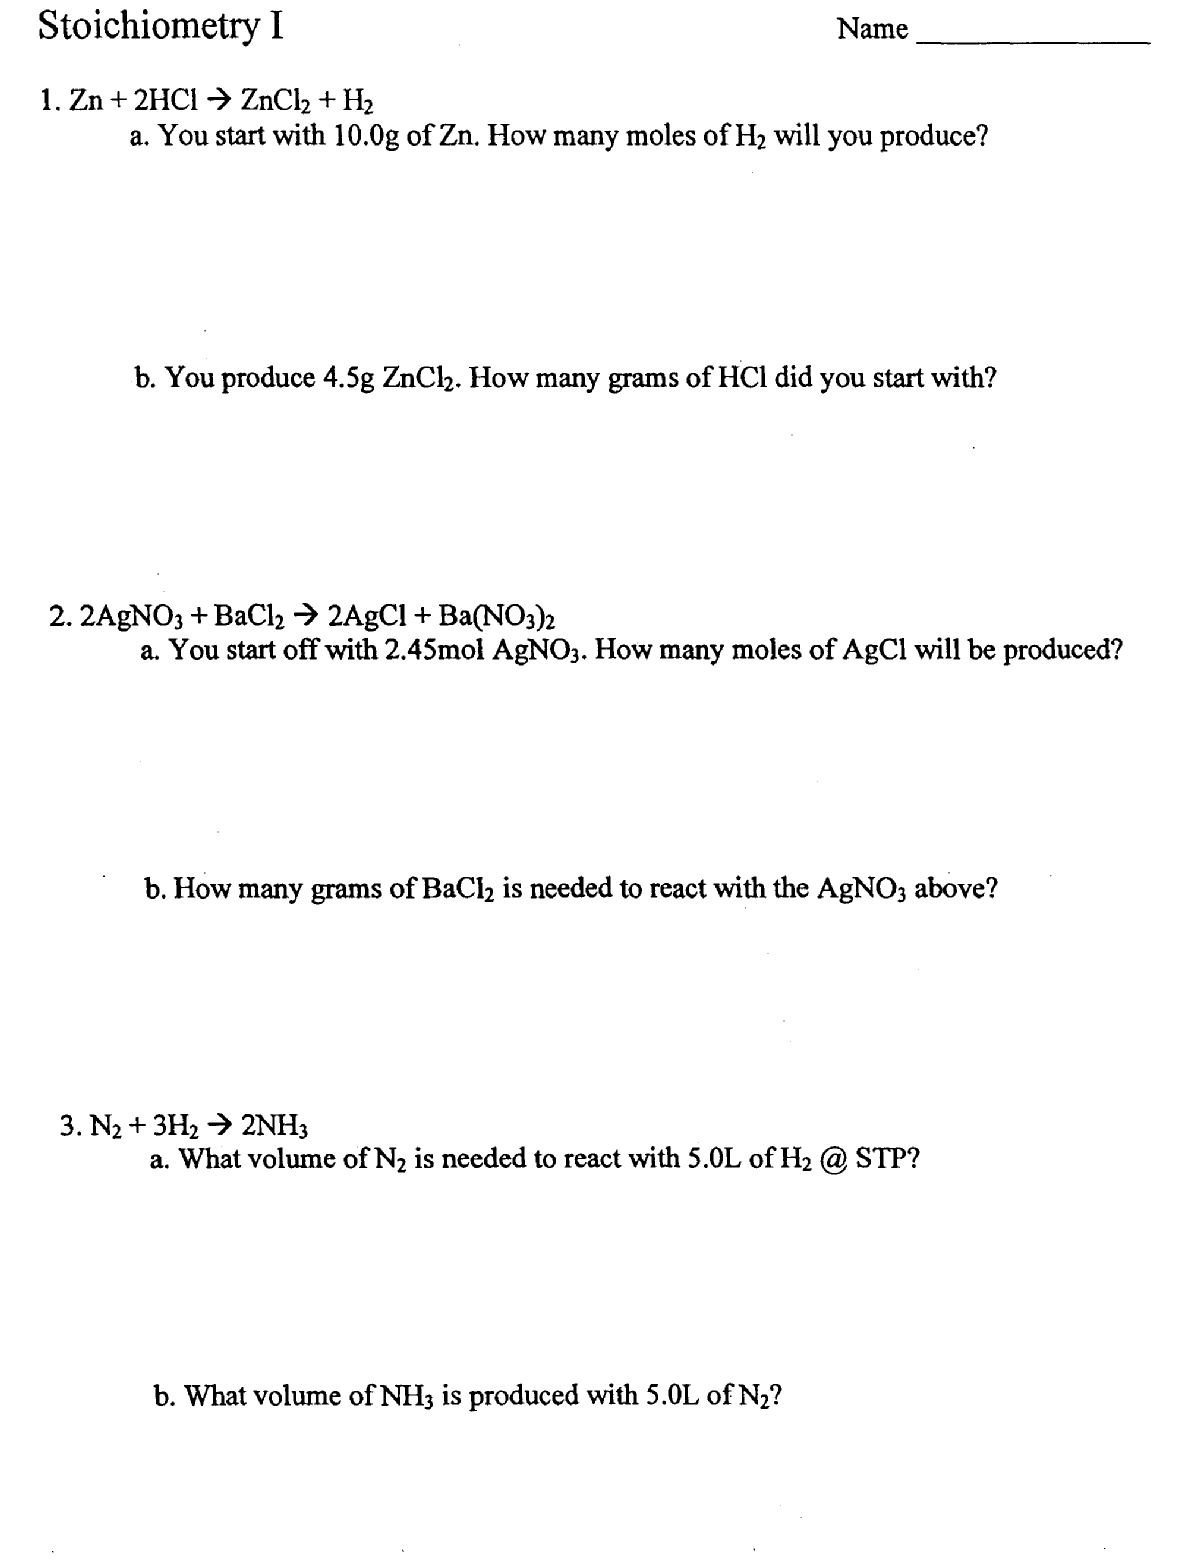 Stoichiometry I
Name
1. Zn + 2HCl → ZnCl₂ + H₂
a. You start with 10.0g of Zn. How many moles of H₂ will you produce?
b. You produce 4.5g ZnCl₂. How many grams of HCl did you start with?
2. 2AgNO₃ + BaCl₂ → 2AgCl + Ba(NO₃)₂
a. You start off with 2.45mol AgNO₃. How many moles of AgCl will be produced?
b. How many grams of BaCl₂ is needed to react with the AgNO₃ above?
3. N₂ + 3H₂ → 2NH₃
a. What volume of N₂ is needed to react with 5.0L of H₂ @ STP?
b. What volume of NH₃ is produced with 5.0L of N₂?